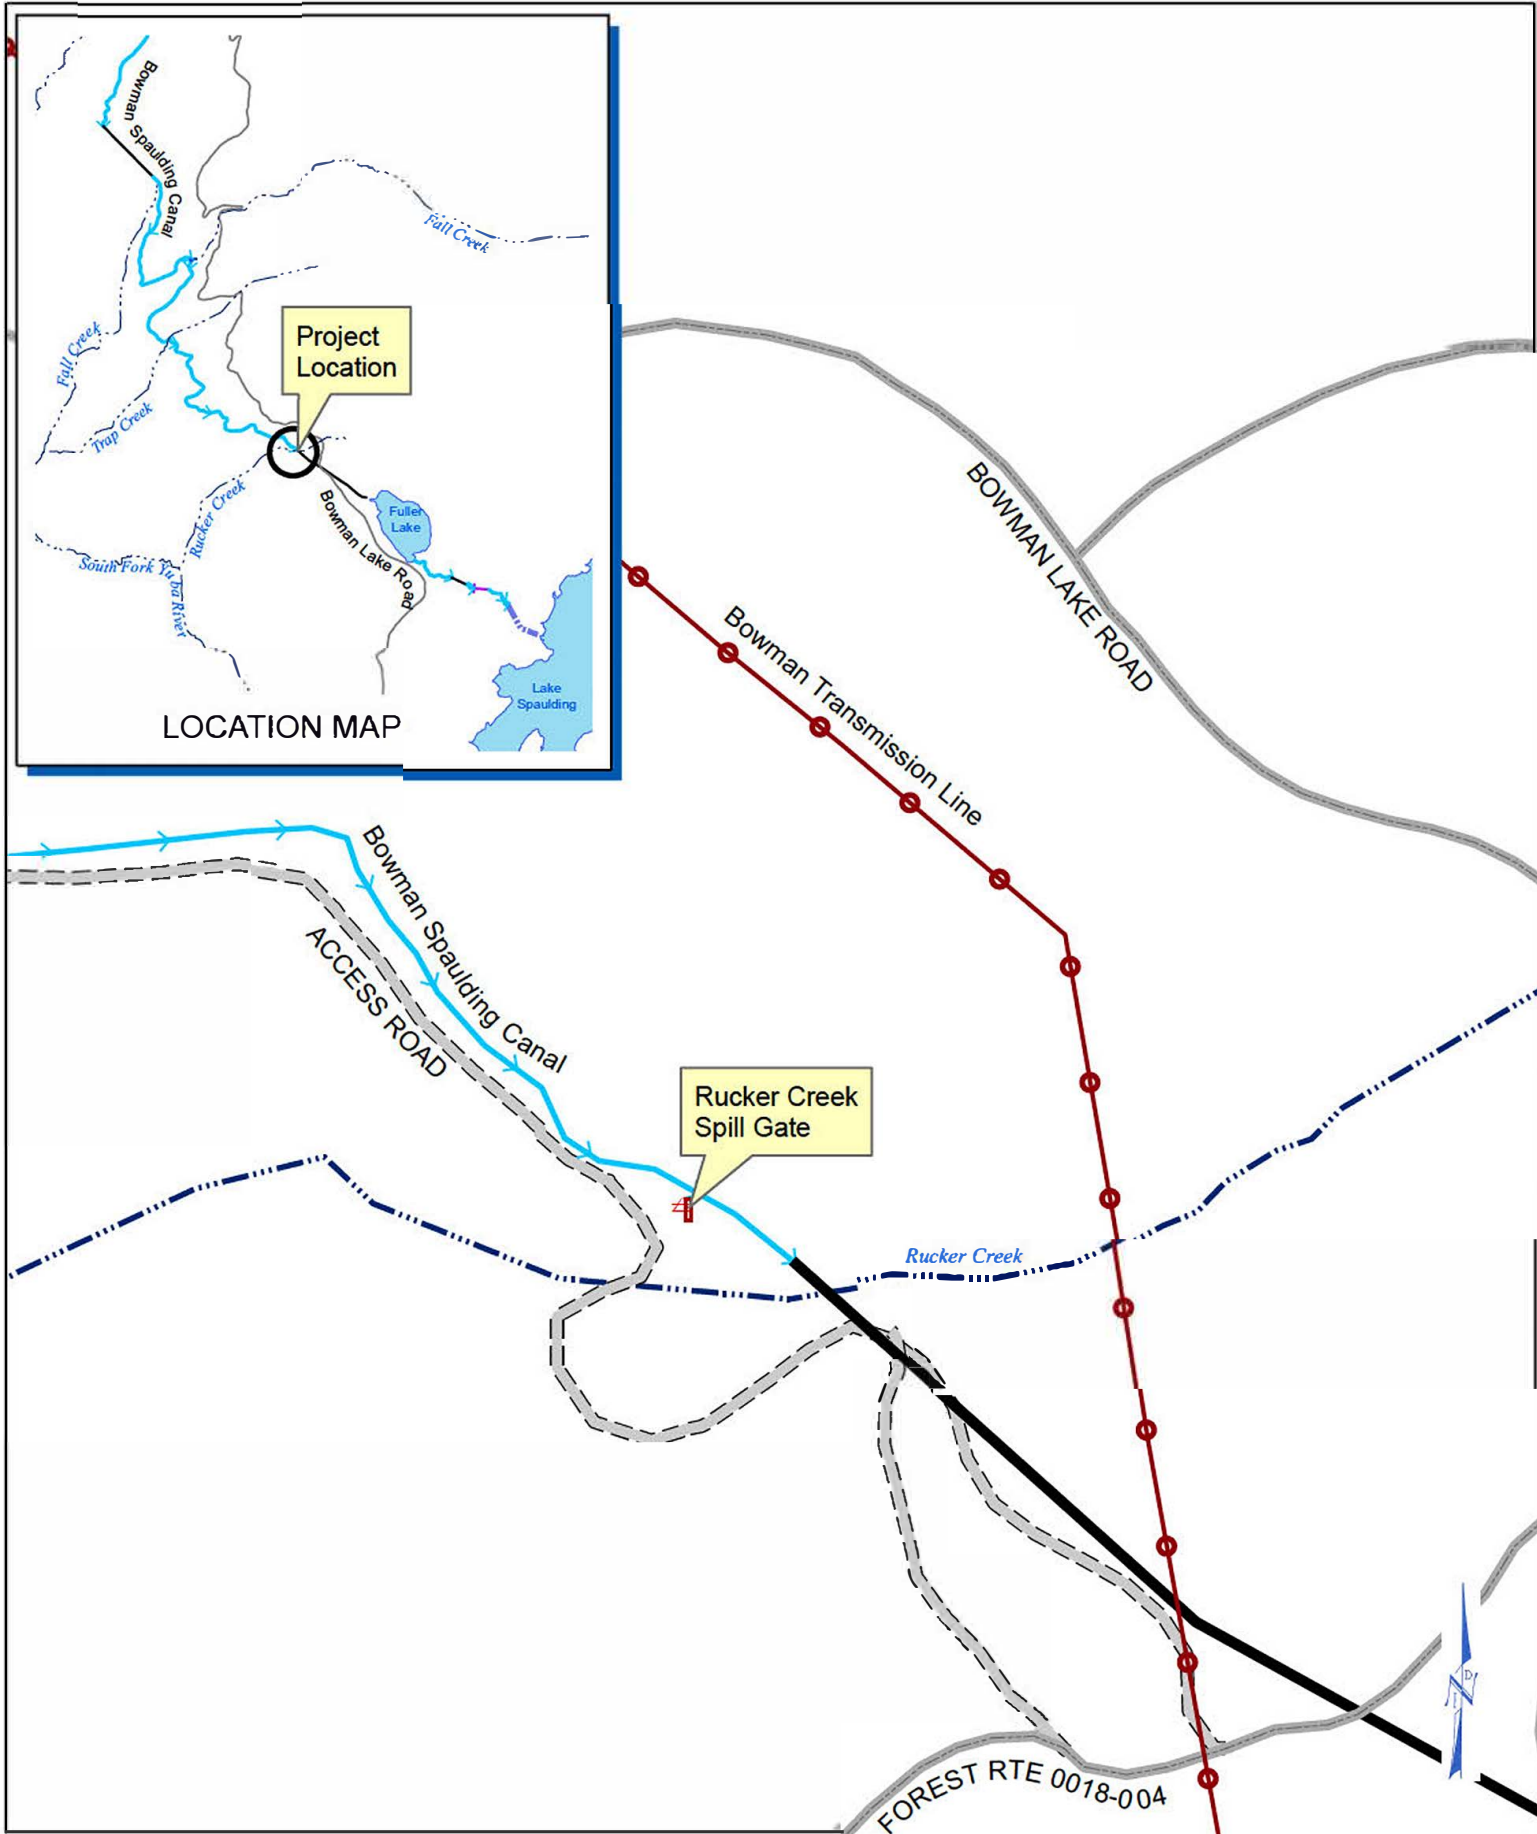 Bowman Spaulding Canal
Fall Creek
Project
Location
Fall Creek
Trap Creek
Rucker Creek
Fuller
Lake
Bowman Lake Road
South Fork Yuba River
Lake
Spaulding
LOCATION MAP
BOWMAN LAKE ROAD
Bowman Transmission Line
Bowman Spaulding Canal
ACCESS ROAD
Rucker Creek
Spill Gate
Rucker Creek
FOREST RTE 0018-004
N I D